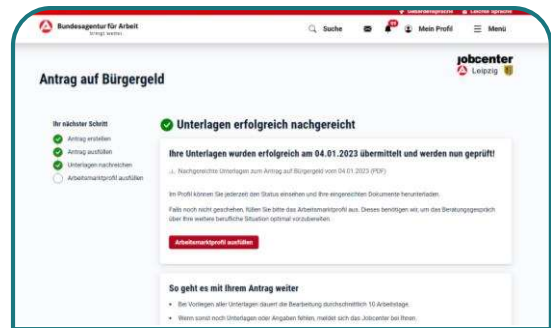 Gebärdensprache Leichte Sprache
Bundesagentur für Arbeit
bringt weiter.
Suche Mein Profil Menü
jobcenter
Leipzig
Antrag auf Bürgergeld
Ihr nächster Schritt
Antrag erstellen
Antrag ausfüllen
Unterlagen nachreichen
Arbeitsmarktprofil ausfüllen
Unterlagen erfolgreich nachgereicht
Ihre Unterlagen wurden erfolgreich am 04.01.2023 übermittelt und werden nun geprüft!
Nachgereichte Unterlagen zum Antrag auf Bürgergeld vom 04.01.2023 (PDF)
Im Profil können Sie jederzeit den Status einsehen und Ihre eingereichten Dokumente herunterladen.
Falls noch nicht geschehen, füllen Sie bitte das Arbeitsmarktprofil aus. Dieses benötigen wir, um das Beratungsgespräch
über Ihre weitere berufliche Situation optimal vorzubereiten.
Arbeitsmarktprofil ausfüllen
So geht es mit Ihrem Antrag weiter
• Bei Vorliegen aller Unterlagen dauert die Bearbeitung durchschnittlich 10 Arbeitstage.
• Wenn sonst noch Unterlagen oder Angaben fehlen, meldet sich das Jobcenter bei Ihnen.